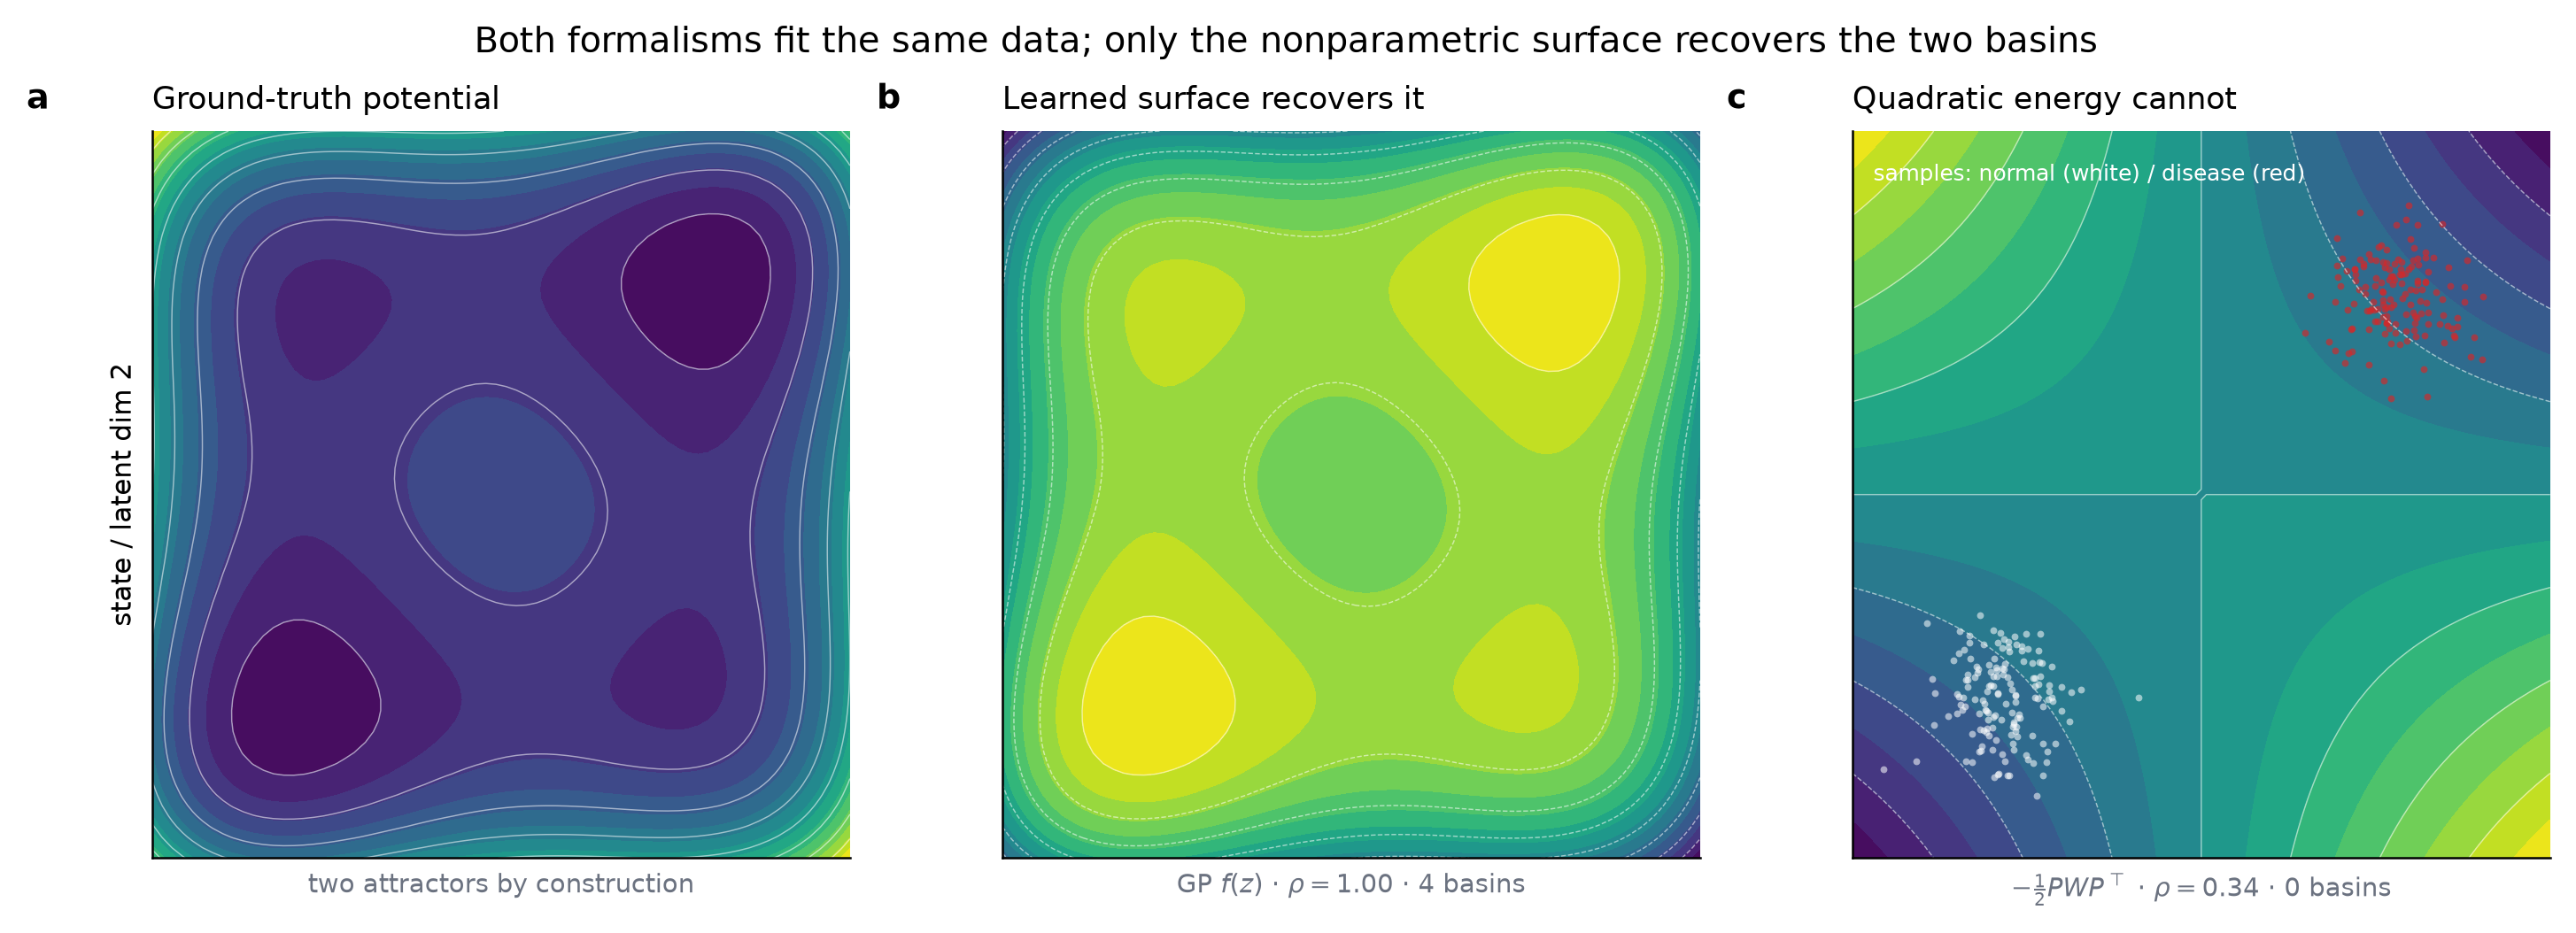 Both formalisms fit the same data; only the nonparametric surface recovers the two basins
a
Ground-truth potential
b
Learned surface recovers it
c
Quadratic energy cannot
samples: normal (white) / disease (red)
state / latent dim 2
two attractors by construction
GP f(z) · ρ = 1.00 · 4 basins
−½PWP⊤ · ρ = 0.34 · 0 basins